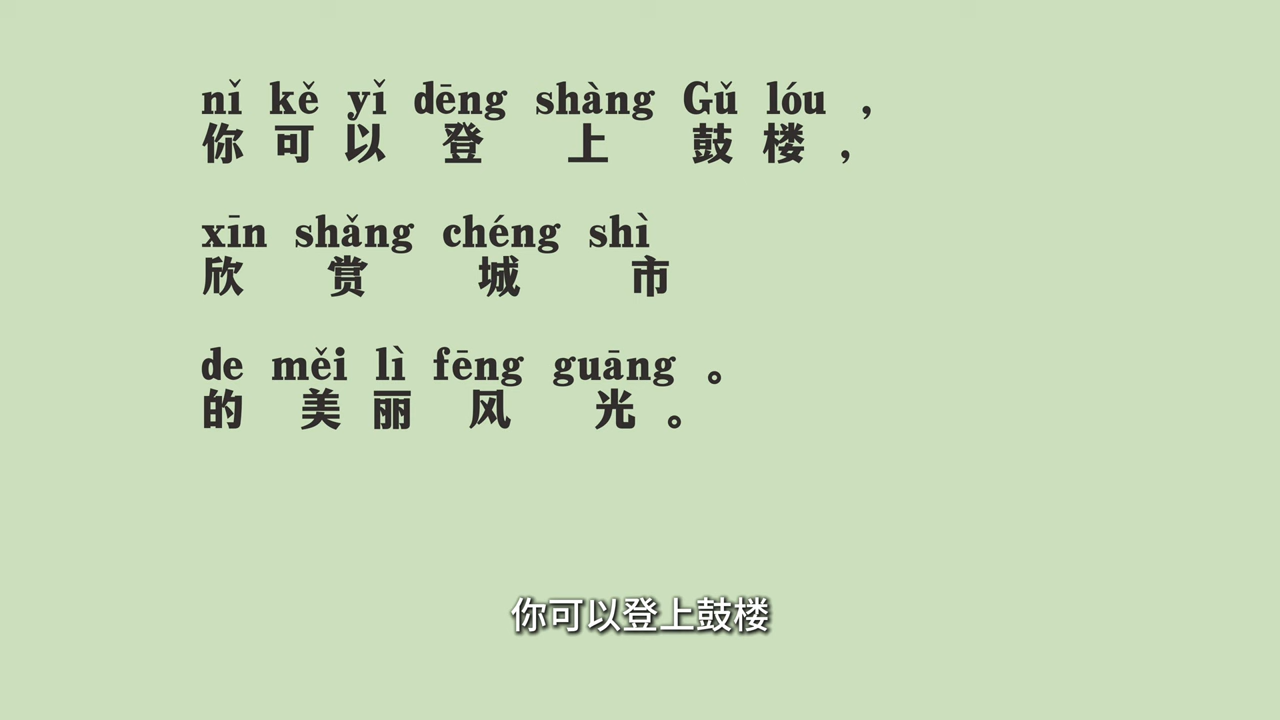 nǐ kě yǐ dēng shàng Gǔ lóu ，
你 可 以 登 上 鼓 楼 ，
xīn shǎng chéng shì
欣 赏 城 市
de měi lì fēng guāng 。
的 美 丽 风 光 。
你可以登上鼓楼